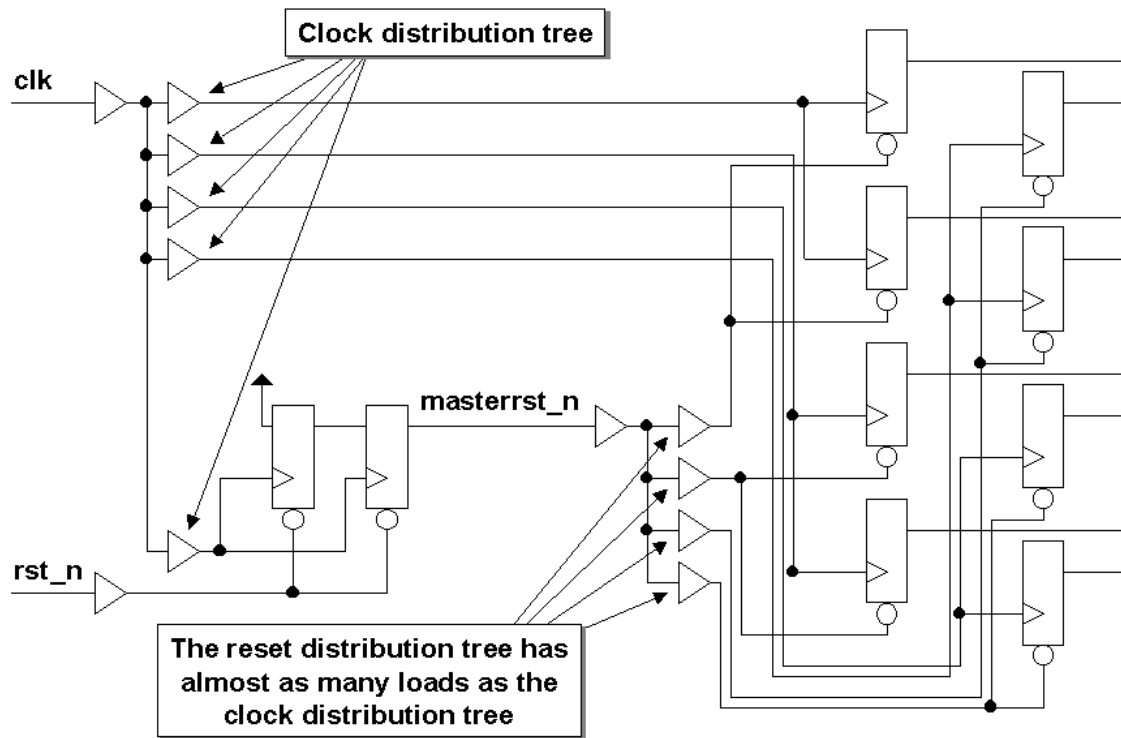 Clock distribution tree
clk
masterrst_n
rst_n
The reset distribution tree has
almost as many loads as the
clock distribution tree